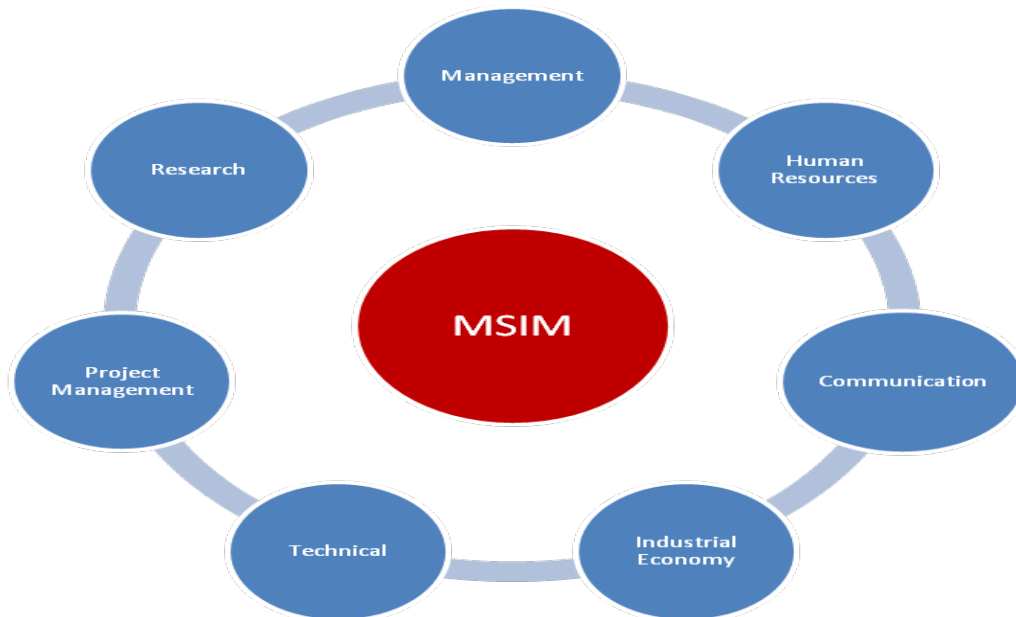 Management
Human
Resources
Research
MSIM
Project
Management
Communication
Technical
Industrial
Economy